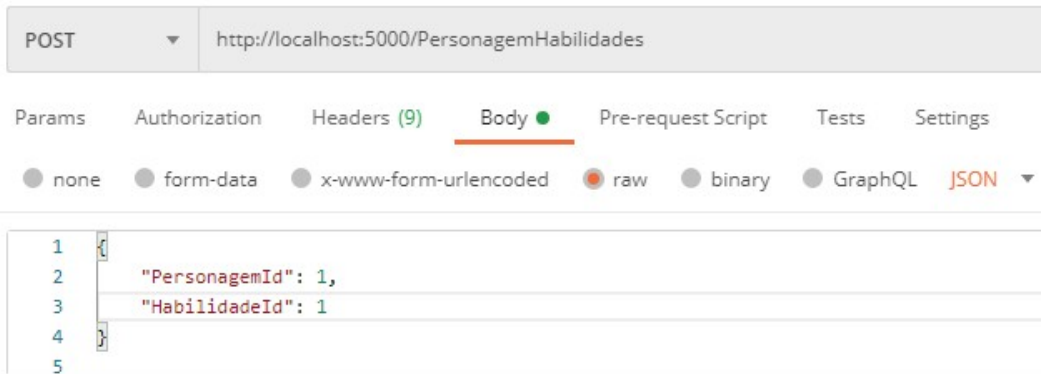 POST http://localhost:5000/PersonagemHabilidades
Params Authorization Headers (9) Body Pre-request Script Tests Settings
none form-data x-www-form-urlencoded raw binary GraphQL JSON
1 {
2 "PersonagemId": 1,
3 "HabilidadeId": 1
4 }
5